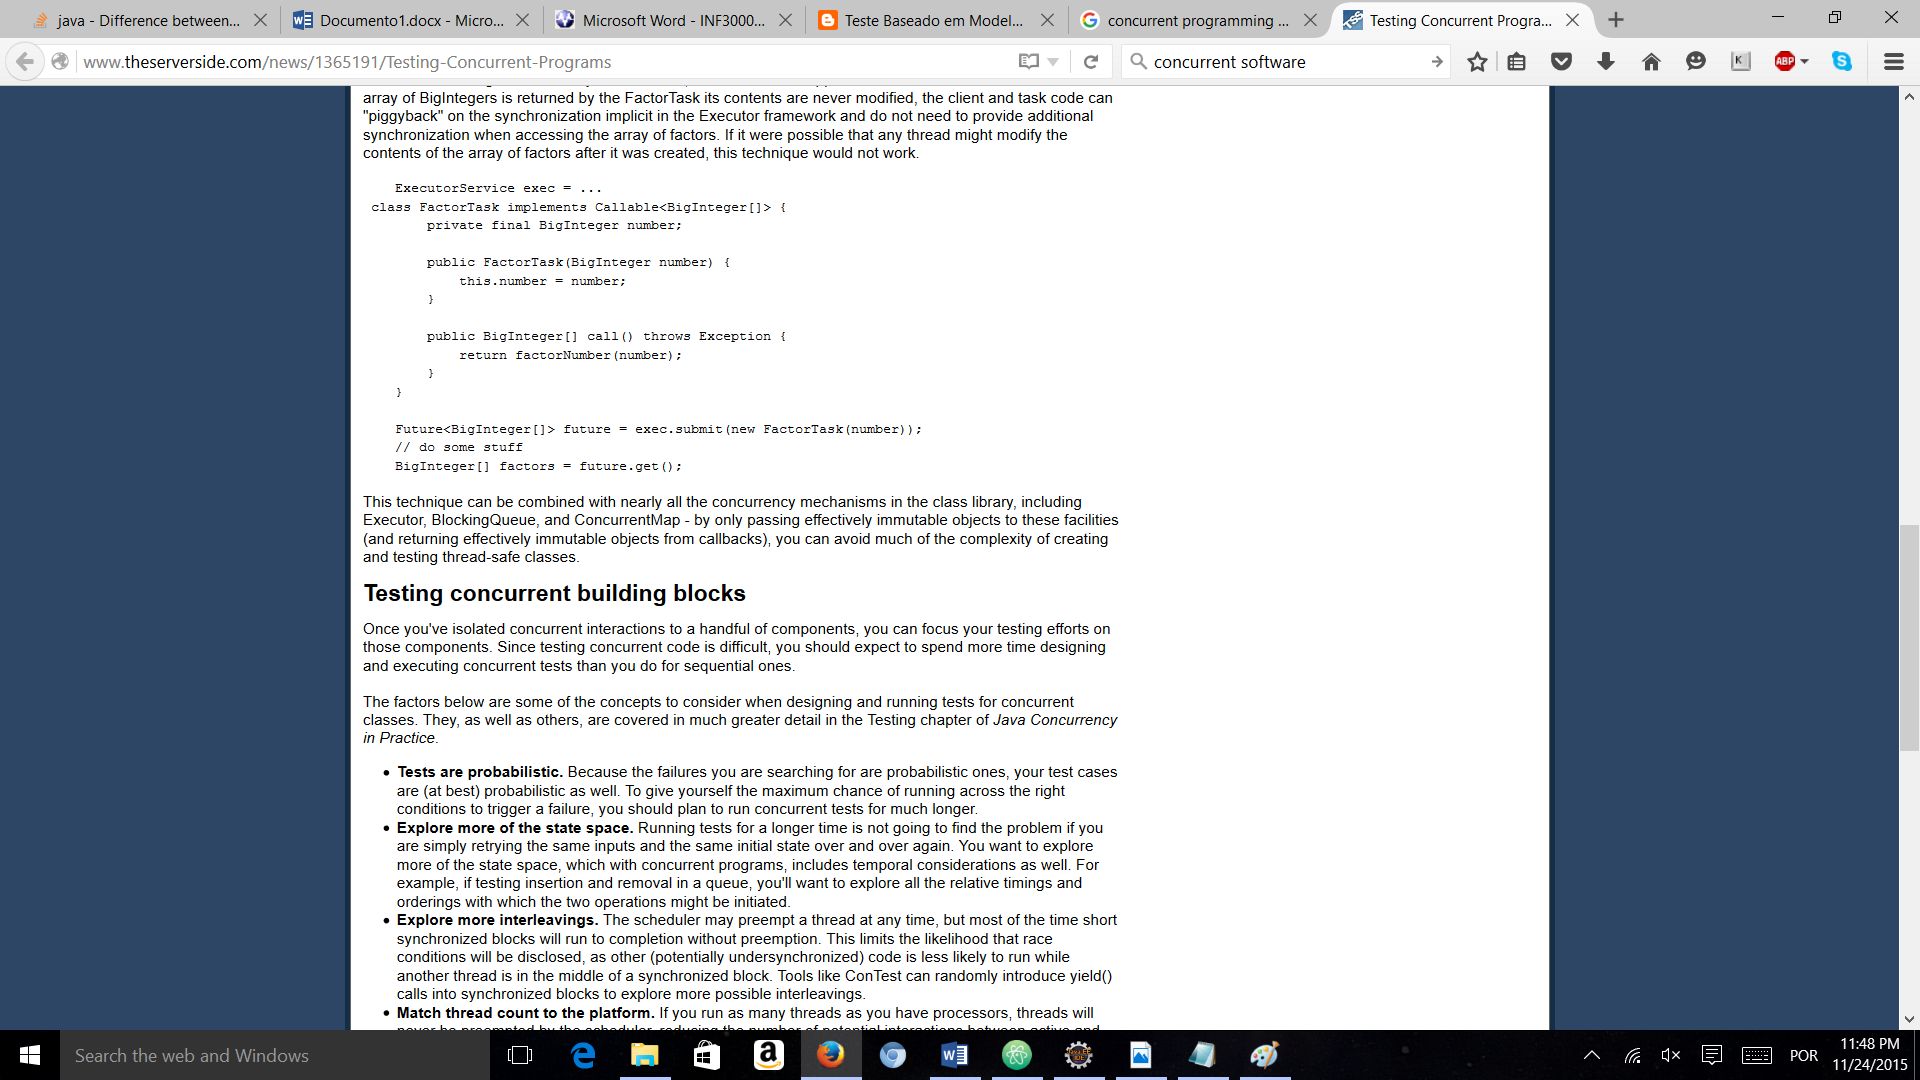 java - Difference between...
Documento1.docx - Micro...
Microsoft Word - INF3000...
Teste Baseado em Model...
concurrent programming ...
Testing Concurrent Progra...
www.theserverside.com/news/1365191/Testing-Concurrent-Programs
concurrent software
array of BigIntegers is returned by the FactorTask its contents are never modified, the client and task code can
"piggyback" on the synchronization implicit in the Executor framework and do not need to provide additional
synchronization when accessing the array of factors. If it were possible that any thread might modify the
contents of the array of factors after it was created, this technique would not work.
ExecutorService exec = ...
class FactorTask implements Callable<BigInteger[]> {
private final BigInteger number;
public FactorTask(BigInteger number) {
this.number = number;
}
public BigInteger[] call() throws Exception {
return factorNumber(number);
}
}
Future<BigInteger[]> future = exec.submit(new FactorTask(number));
// do some stuff
BigInteger[] factors = future.get();
This technique can be combined with nearly all the concurrency mechanisms in the class library, including
Executor, BlockingQueue, and ConcurrentMap - by only passing effectively immutable objects to these facilities
(and returning effectively immutable objects from callbacks), you can avoid much of the complexity of creating
and testing thread-safe classes.
Testing concurrent building blocks
Once you've isolated concurrent interactions to a handful of components, you can focus your testing efforts on
those components. Since testing concurrent code is difficult, you should expect to spend more time designing
and executing concurrent tests than you do for sequential ones.
The factors below are some of the concepts to consider when designing and running tests for concurrent
classes. They, as well as others, are covered in much greater detail in the Testing chapter of Java Concurrency
in Practice.
• Tests are probabilistic. Because the failures you are searching for are probabilistic ones, your test cases
are (at best) probabilistic as well. To give yourself the maximum chance of running across the right
conditions to trigger a failure, you should plan to run concurrent tests for much longer.
• Explore more of the state space. Running tests for a longer time is not going to find the problem if you
are simply retrying the same inputs and the same initial state over and over again. You want to explore
more of the state space, which with concurrent programs, includes temporal considerations as well. For
example, if testing insertion and removal in a queue, you'll want to explore all the relative timings and
orderings with which the two operations might be initiated.
• Explore more interleavings. The scheduler may preempt a thread at any time, but most of the time short
synchronized blocks will run to completion without preemption. This limits the likelihood that race
conditions will be disclosed, as other (potentially undersynchronized) code is less likely to run while
another thread is in the middle of a synchronized block. Tools like ConTest can randomly introduce yield()
calls into synchronized blocks to explore more possible interleavings.
• Match thread count to the platform. If you run as many threads as you have processors, threads will
Search the web and Windows
POR
11:48 PM
11/24/2015